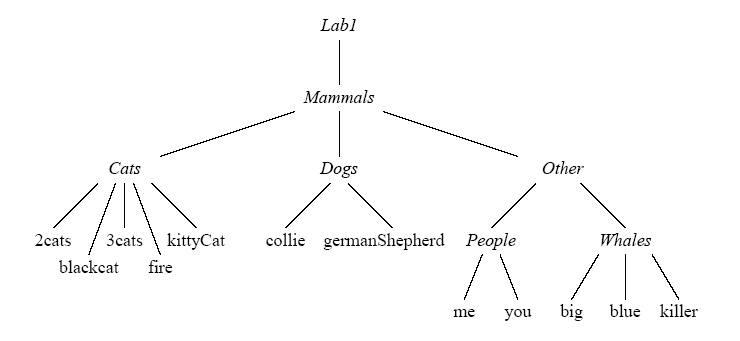 Lab1
Mammals
Cats Dogs Other
2cats 3cats kittyCat collie germanShepherd People Whales
blackcat fire
me you big blue killer